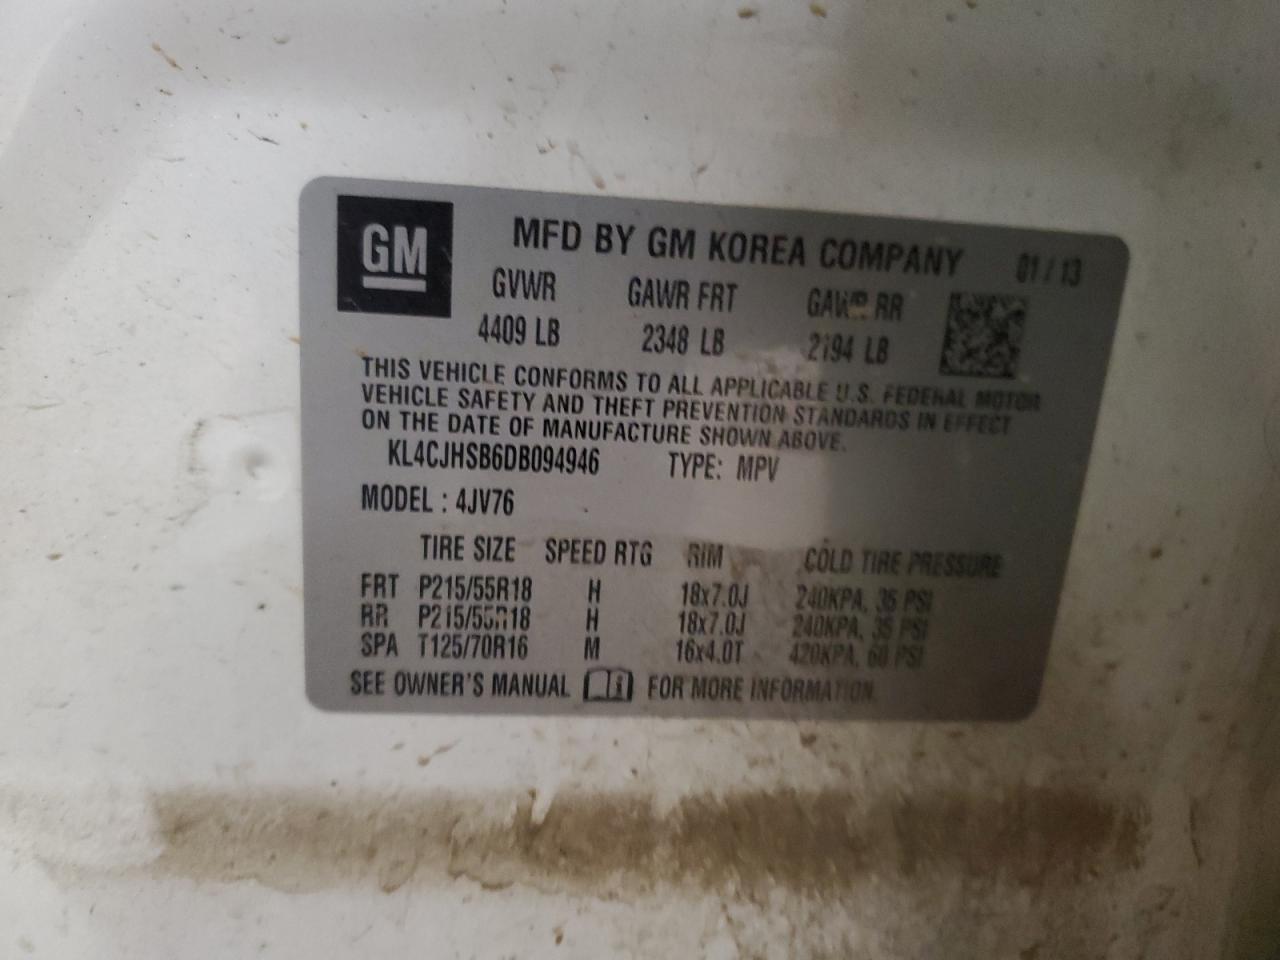 GM
MFD BY GM KOREA COMPANY 01/13
GVWR GAWR FRT GAWR RR
4409 LB 2348 LB 2194 LB
THIS VEHICLE CONFORMS TO ALL APPLICABLE U.S. FEDERAL MOTOR
VEHICLE SAFETY AND THEFT PREVENTION STANDARDS IN EFFECT
ON THE DATE OF MANUFACTURE SHOWN ABOVE.
KL4CJHSB6DB094946 TYPE: MPV
MODEL : 4JV76
TIRE SIZE SPEED RTG RIM COLD TIRE PRESSURE
FRT P215/55R18 H 18x7.0J 240KPA, 35 PSI
RR P215/55R18 H 18x7.0J 240KPA, 35 PSI
SPA T125/70R16 M 16x4.0T 420KPA, 60 PSI
SEE OWNER'S MANUAL FOR MORE INFORMATION.